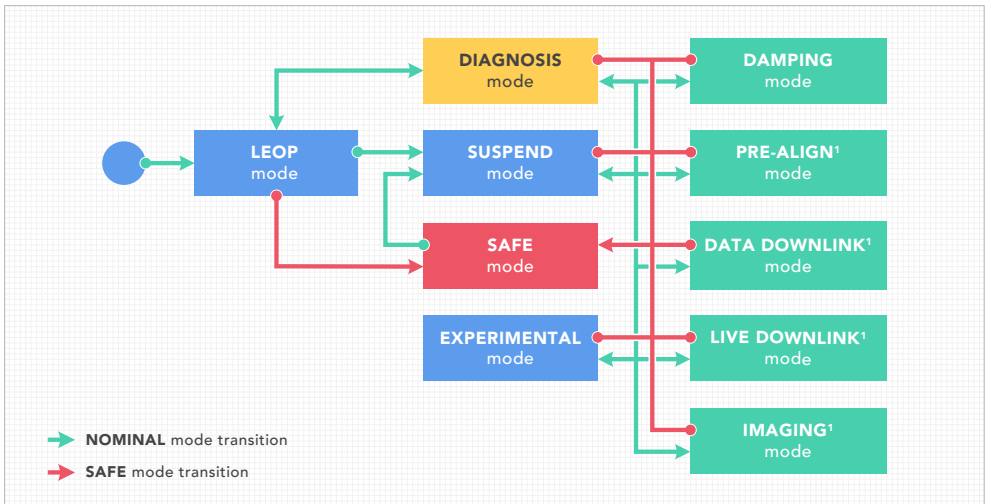 DIAGNOSIS
mode
DAMPING
mode
LEOP
mode
SUSPEND
mode
PRE-ALIGN¹
mode
SAFE
mode
DATA DOWNLINK¹
mode
EXPERIMENTAL
mode
LIVE DOWNLINK¹
mode
IMAGING¹
mode
NOMINAL mode transition
SAFE mode transition